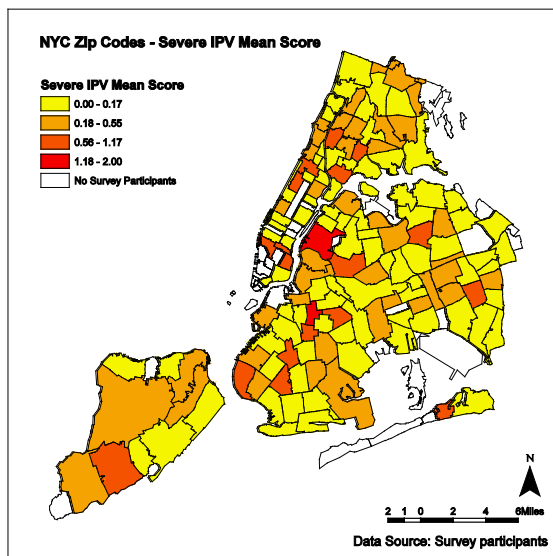 NYC Zip Codes - Severe IPV Mean Score
Severe IPV Mean Score
0.00 - 0.17
0.18 - 0.55
0.56 - 1.17
1.18 - 2.00
No Survey Participants
N
2 1 0 2 4 6Miles
Data Source: Survey participants